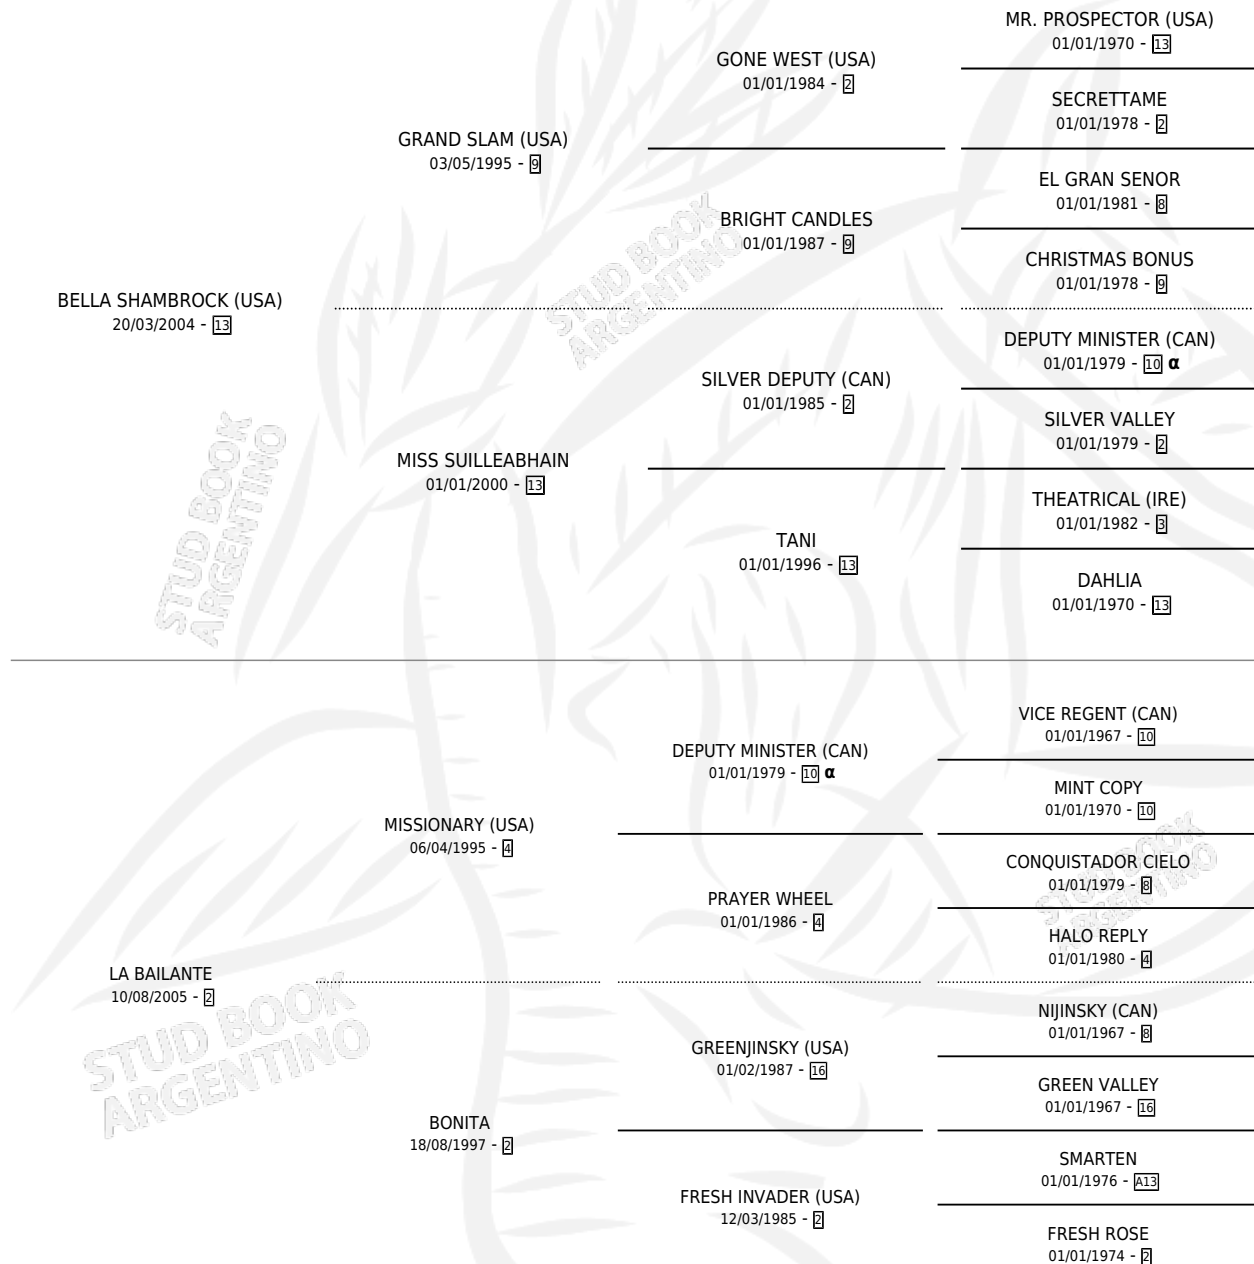 MR. PROSPECTOR (USA)
01/01/1970 - 13
GONE WEST (USA)
01/01/1984 - 2
SECRETTAME
01/01/1978 - 2
GRAND SLAM (USA)
03/05/1995 - 9
EL GRAN SENOR
01/01/1981 - 8
BRIGHT CANDLES
01/01/1987 - 9
CHRISTMAS BONUS
01/01/1978 - 9
BELLA SHAMBROCK (USA)
20/03/2004 - 13
DEPUTY MINISTER (CAN)
01/01/1979 - 10 α
SILVER DEPUTY (CAN)
01/01/1985 - 2
SILVER VALLEY
01/01/1979 - 2
MISS SUILLEABHAIN
01/01/2000 - 13
THEATRICAL (IRE)
01/01/1982 - 3
TANI
01/01/1996 - 13
DAHLIA
01/01/1970 - 13
VICE REGENT (CAN)
01/01/1967 - 10
DEPUTY MINISTER (CAN)
01/01/1979 - 10 α
MINT COPY
01/01/1970 - 10
MISSIONARY (USA)
06/04/1995 - 4
CONQUISTADOR CIELO
01/01/1979 - 8
PRAYER WHEEL
01/01/1986 - 4
HALO REPLY
01/01/1980 - 4
LA BAILANTE
10/08/2005 - 2
NIJINSKY (CAN)
01/01/1967 - 8
GREENJINSKY (USA)
01/02/1987 - 16
GREEN VALLEY
01/01/1967 - 16
BONITA
18/08/1997 - 2
SMARTEN
01/01/1976 - A13
FRESH INVADER (USA)
12/03/1985 - 2
FRESH ROSE
01/01/1974 - 2
STUD BOOK
ARGENTINO
STUD BOOK
ARGENTINO
STUD BOOK
ARGENTINO
STUD BOOK
ARGENTINO